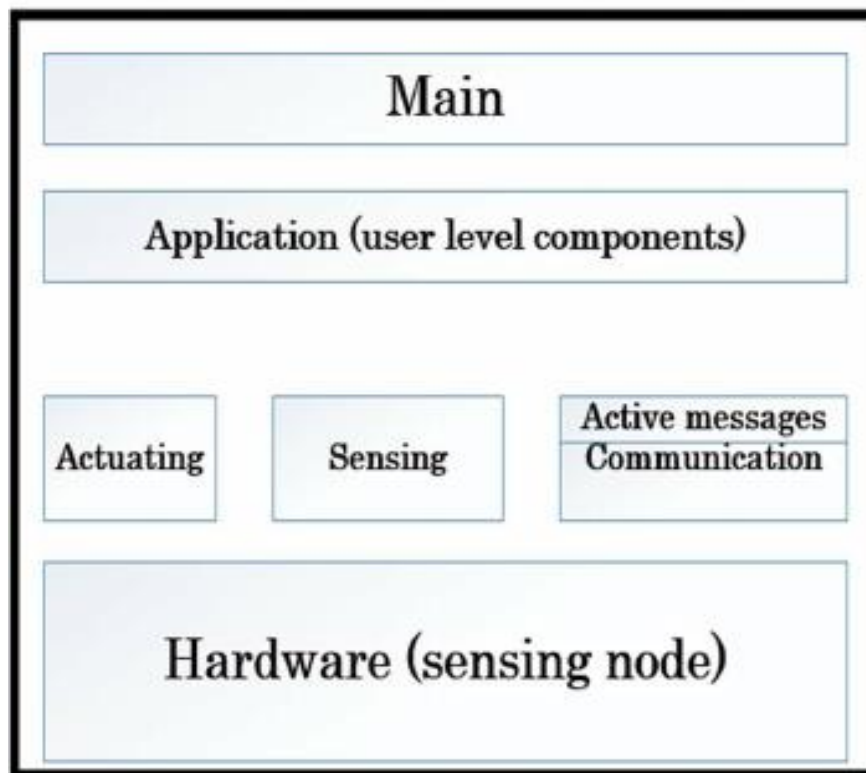 Main
Application (user level components)
Actuating
Sensing
Active messages
Communication
Hardware (sensing node)